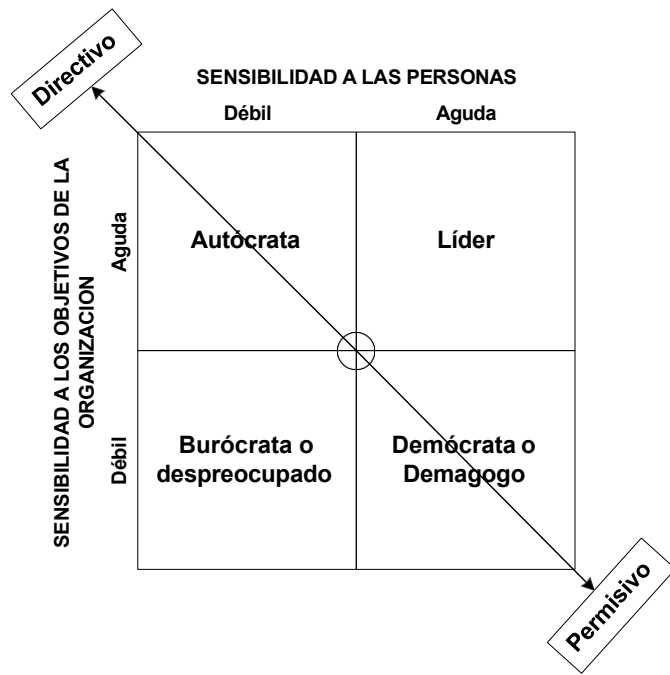 Directivo
SENSIBILIDAD A LAS PERSONAS
Débil
Aguda
SENSIBILIDAD A LOS OBJETIVOS DE LA
ORGANIZACION
Aguda
Autócrata
Líder
Débil
Burócrata o
despreocupado
Demócrata o
Demagogo
Permisivo